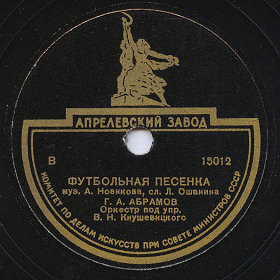 АПРЕЛЕВСКИЙ ЗАВОД
В 15012
ФУТБОЛЬНАЯ ПЕСЕНКА
муз. А. Новикова, сл. Л. Ошанина
Г. А. АБРАМОВ
Оркестр под упр.
В. Н. Кнушевицкого
КОМИТЕТ ПО ДЕЛАМ ИСКУССТВ ПРИ СОВЕТЕ МИНИСТРОВ СССР